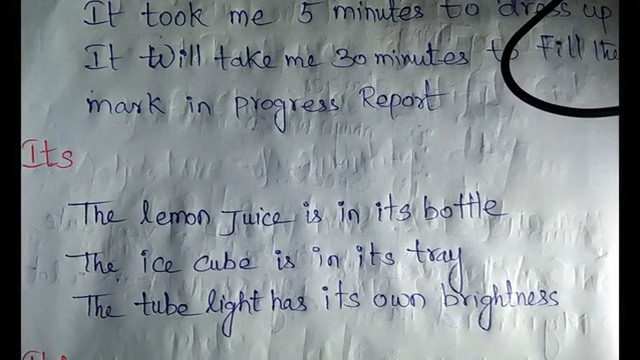 It took me 5 minutes to dress up
It Will take me 30 minutes to Fill the
mark in progress Report
Its
The lemon Juice is in its bottle
The ice cube is in its tray
The tube light has its own brightness